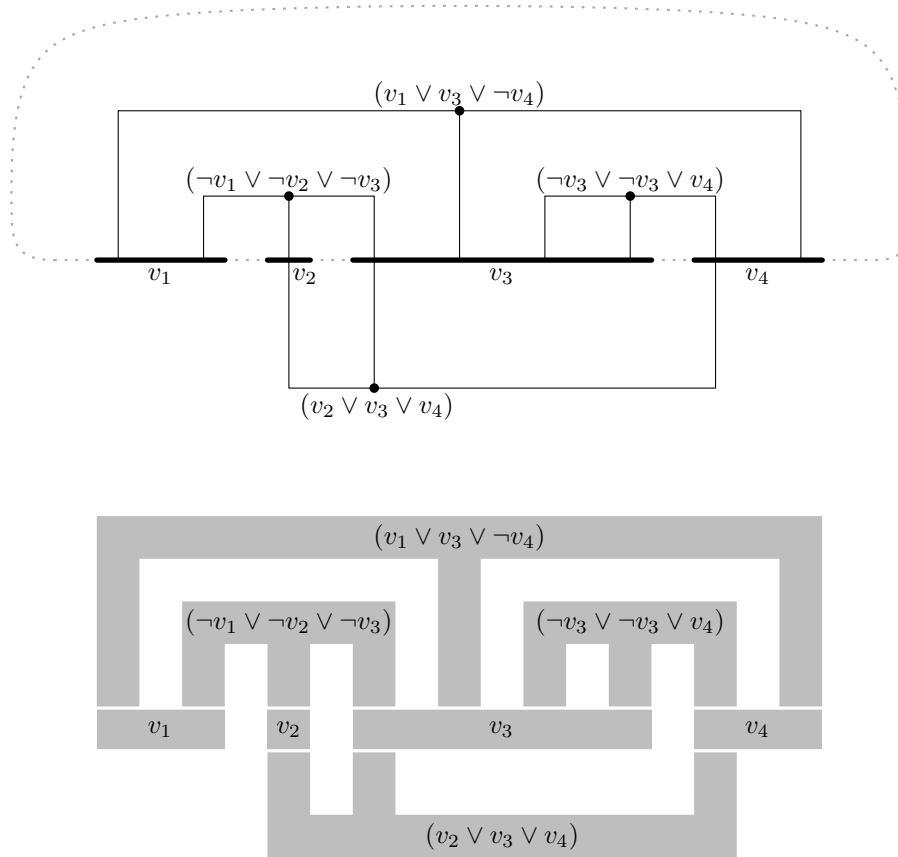 (v₁ ∨ v₃ ∨ ¬v₄)
(¬v₁ ∨ ¬v₂ ∨ ¬v₃) (¬v₃ ∨ ¬v₃ ∨ v₄)
v₁ v₂ v₃ v₄
(v₂ ∨ v₃ ∨ v₄)
(v₁ ∨ v₃ ∨ ¬v₄)
(¬v₁ ∨ ¬v₂ ∨ ¬v₃) (¬v₃ ∨ ¬v₃ ∨ v₄)
v₁ v₂ v₃ v₄
(v₂ ∨ v₃ ∨ v₄)